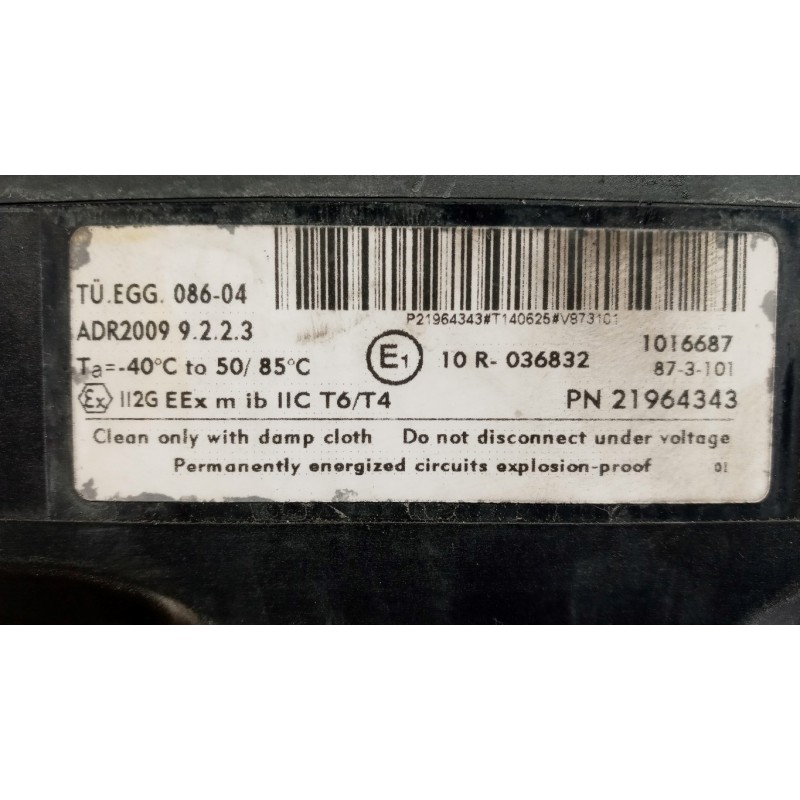 P21964343#T140625#V873101
TÜ.EGG. 086-04
ADR2009 9.2.2.3
Ta=-40°C to 50/ 85°C
E1 10 R- 036832
1016687
87-3-101
Ex II2G EEx m ib IIC T6/T4
PN 21964343
Clean only with damp cloth Do not disconnect under voltage
Permanently energized circuits explosion-proof 01